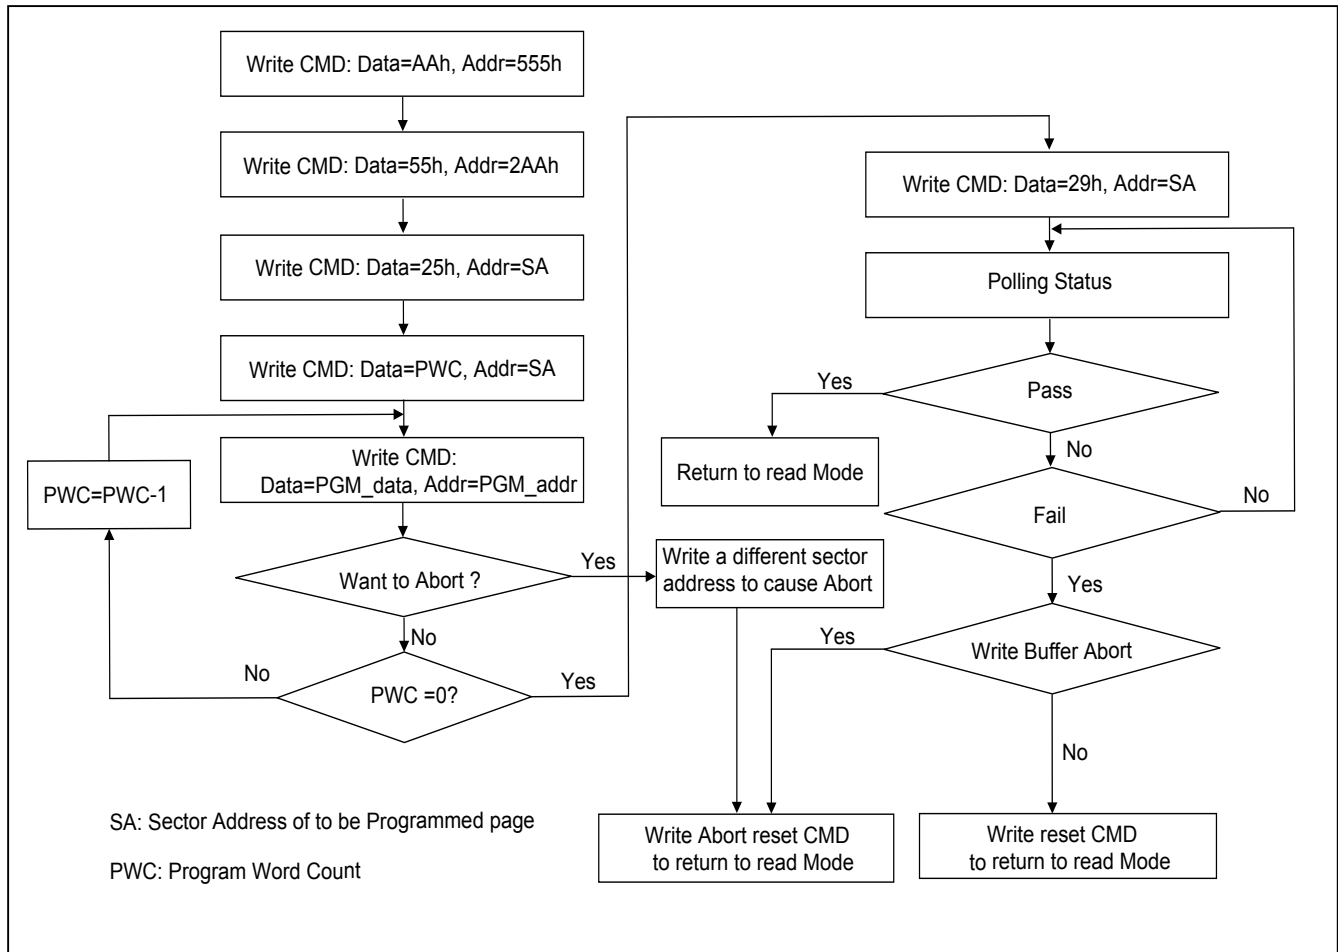 Write CMD: Data=AAh, Addr=555h
Write CMD: Data=55h, Addr=2AAh
Write CMD: Data=25h, Addr=SA
Write CMD: Data=PWC, Addr=SA
Write CMD:
Data=PGM_data, Addr=PGM_addr
PWC=PWC-1
Want to Abort ?
Yes
No
PWC =0?
No
Yes
Write a different sector
address to cause Abort
Write CMD: Data=29h, Addr=SA
Polling Status
Pass
Yes
No
Return to read Mode
Fail
No
Yes
Write Buffer Abort
Yes
No
Write Abort reset CMD
to return to read Mode
Write reset CMD
to return to read Mode
SA: Sector Address of to be Programmed page
PWC: Program Word Count